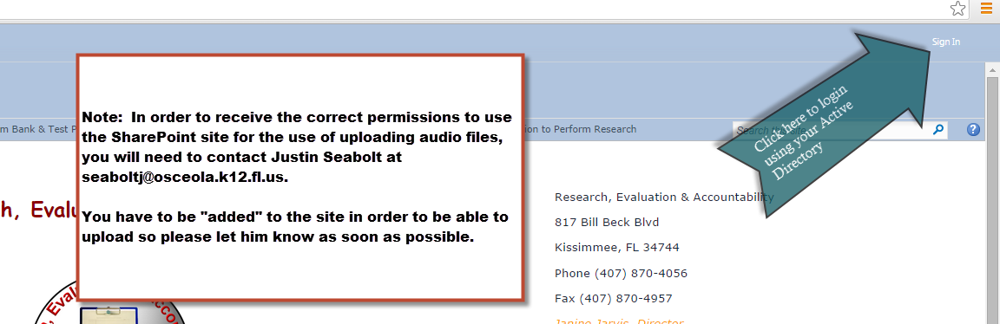 Sign In
Note:  In order to receive the correct permissions to use
the SharePoint site for the use of uploading audio files,
you will need to contact Justin Seabolt at
seaboltj@osceola.k12.fl.us.
You have to be "added" to the site in order to be able to
upload so please let him know as soon as possible.
Click here to login
using your Active
Directory
m Bank & Test P
ion to Perform Research
Search
h, Evalu
Research, Evaluation & Accountability
817 Bill Beck Blvd
Kissimmee, FL 34744
Phone (407) 870-4056
Fax (407) 870-4957
Janine Jarvis, Director